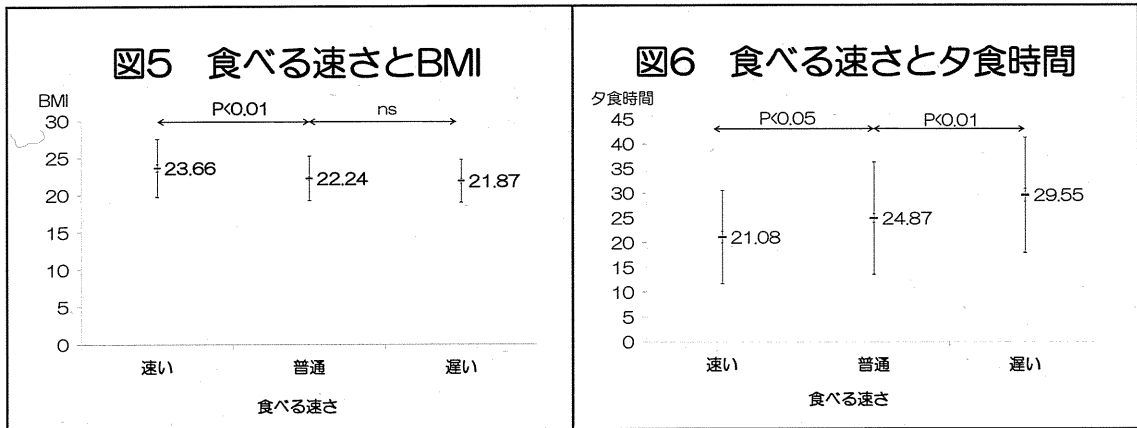 図5 食べる速さとBMI
BMI
P<0.01
ns
30
25
20
15
10
5
0
23.66
22.24
21.87
速い
普通
遅い
食べる速さ
図6 食べる速さと夕食時間
夕食時間
P<0.05
P<0.01
45
40
35
30
25
20
15
10
5
0
21.08
24.87
29.55
速い
普通
遅い
食べる速さ